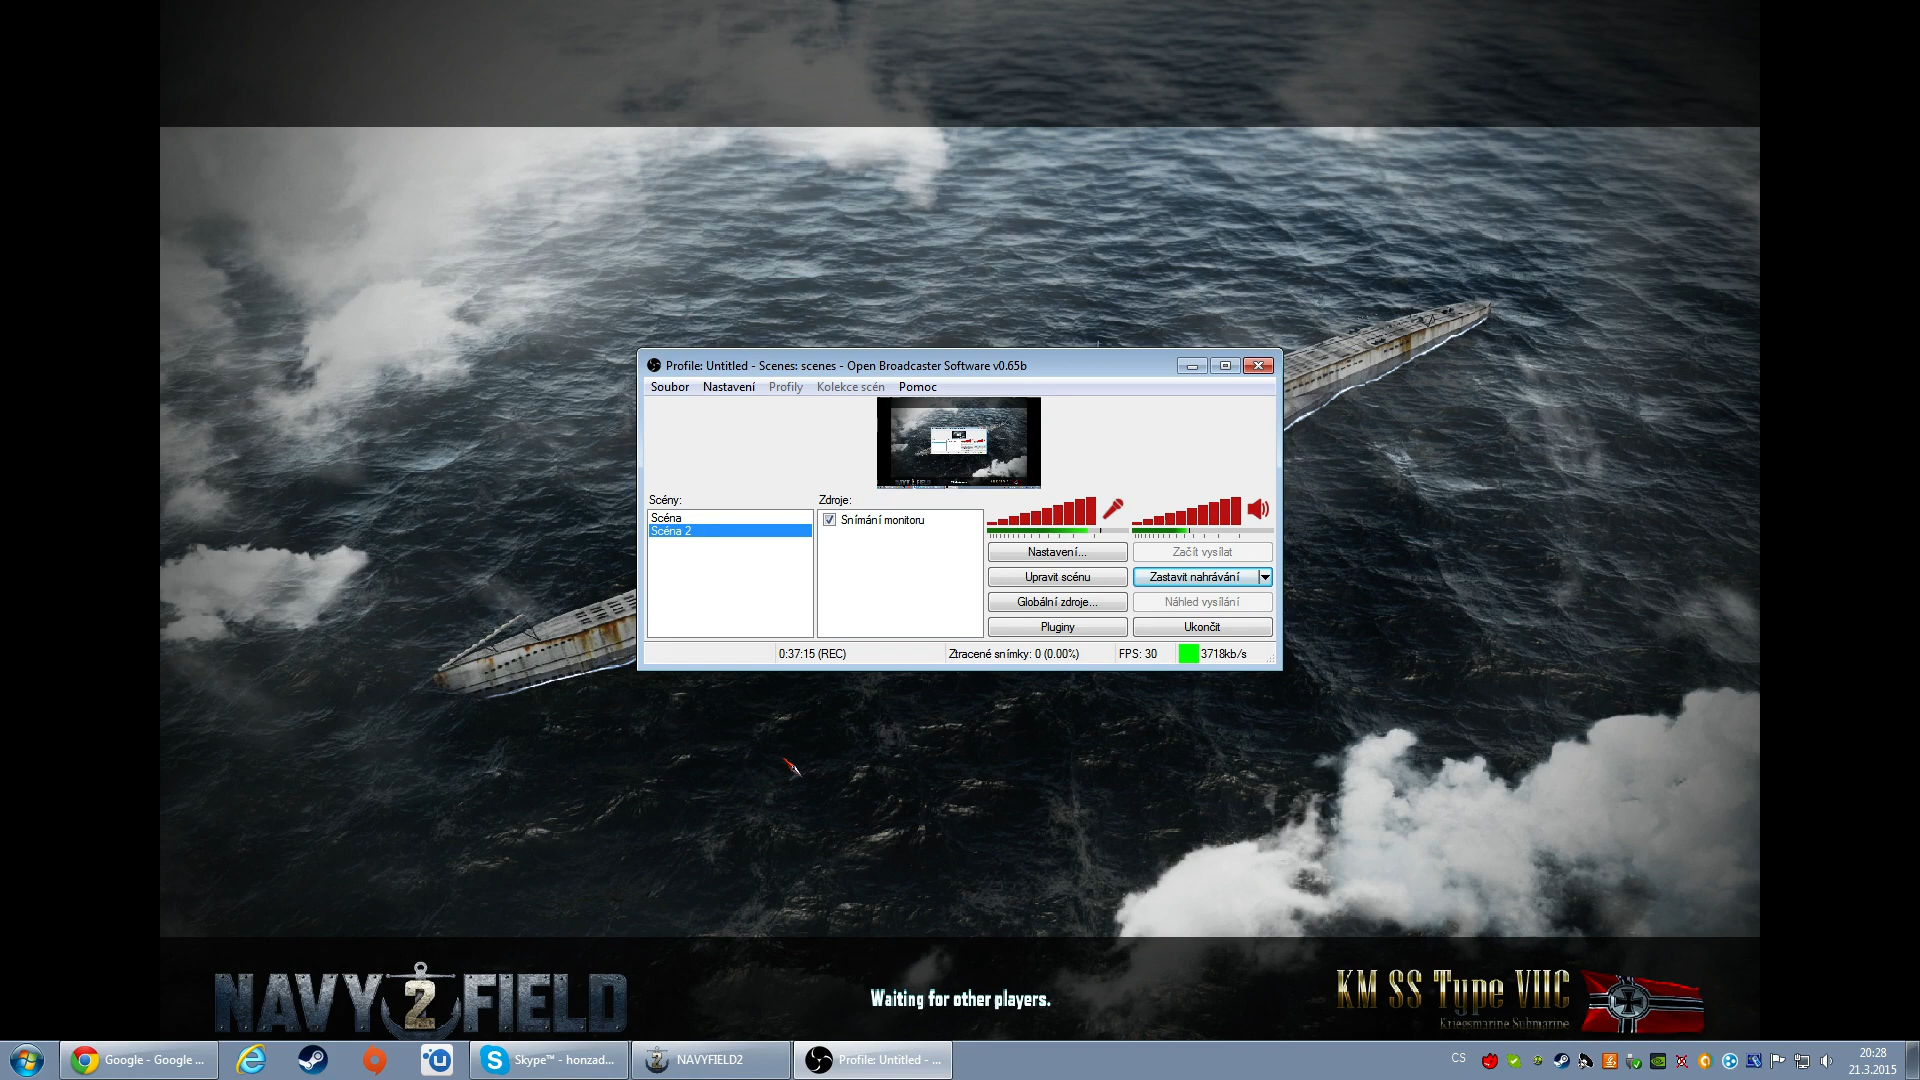 Profile: Untitled - Scenes: scenes - Open Broadcaster Software v0.65b
Soubor Nastavení Profily Kolekce scén Pomoc
Scény:
Scéna
Scéna 2
Zdroje:
Snímání monitoru
Nastavení...
Začít vysílat
Upravit scénu
Zastavit nahrávání
Globální zdroje...
Náhled vysílání
Pluginy
Ukončit
0:37:15 (REC)
Ztracené snímky: 0 (0.00%)
FPS: 30
3718kb/s
NAVY 2 FIELD
Waiting for other players.
KM SS Type VIIC
Kriegsmarine Submarine
Google - Google ...
Skype™ - honzad...
NAVYFIELD2
Profile: Untitled - ...
CS
20:28
21.3.2015